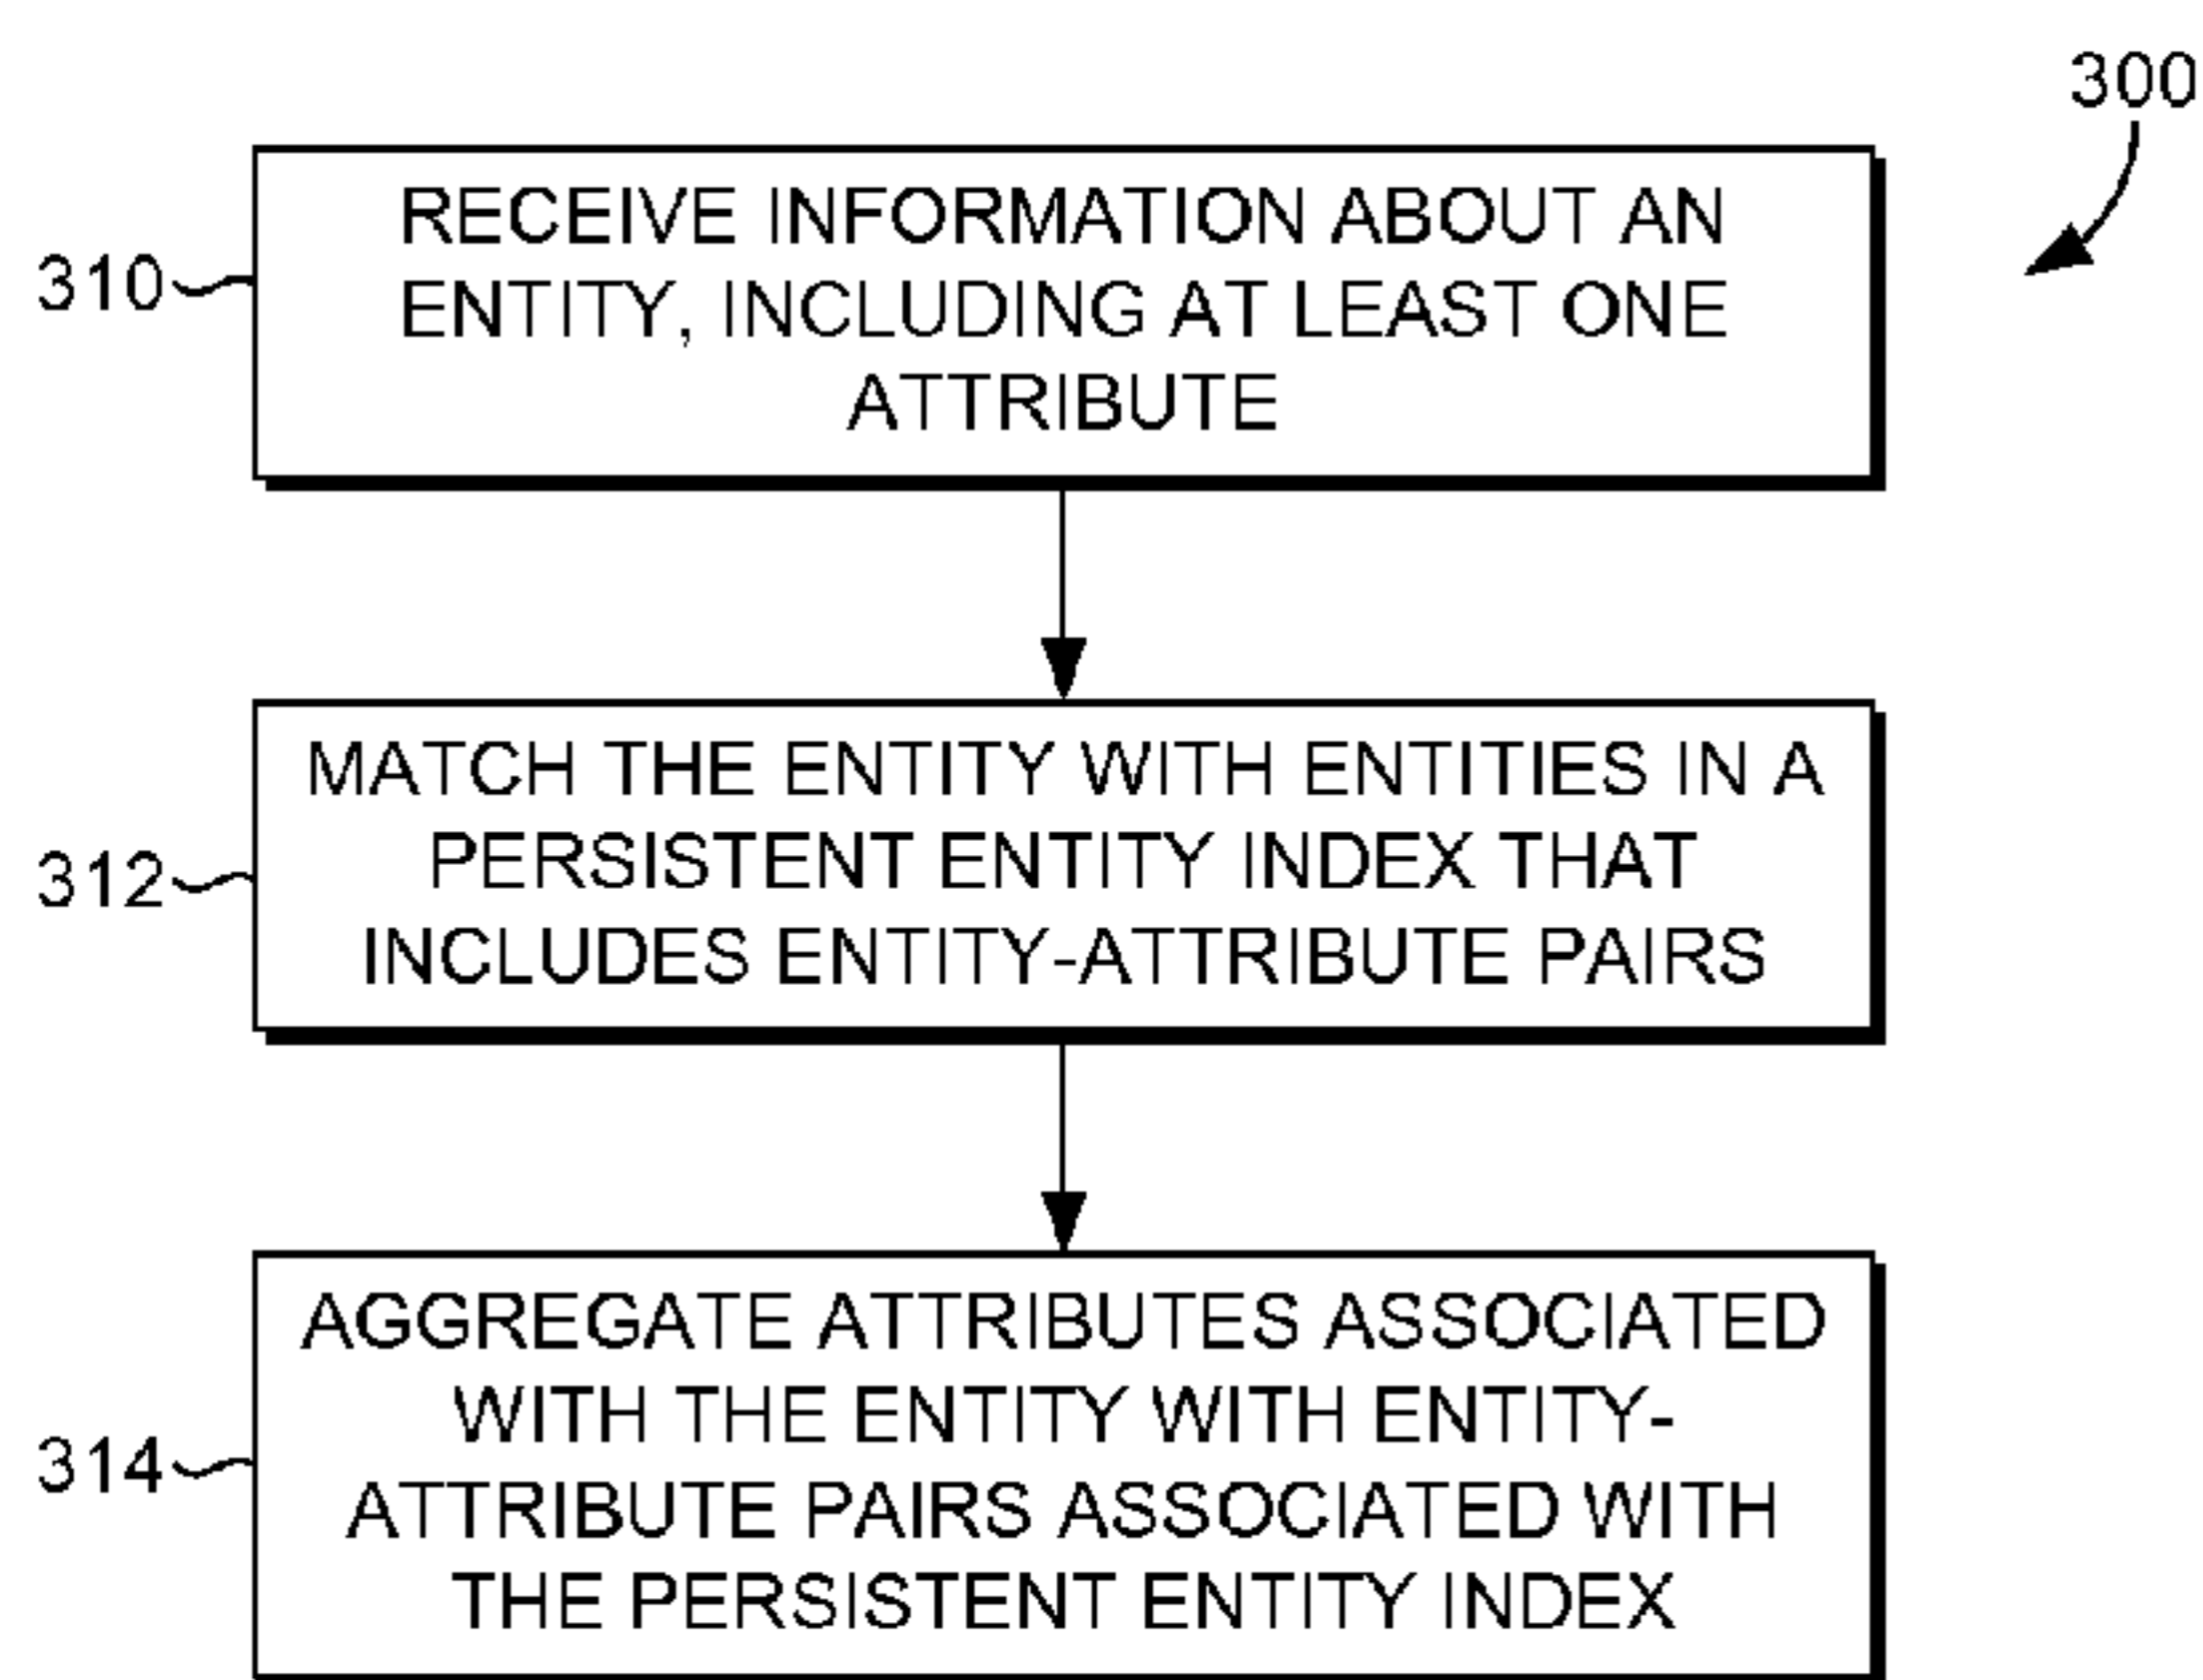 300
310
RECEIVE INFORMATION ABOUT AN
ENTITY, INCLUDING AT LEAST ONE
ATTRIBUTE
312
MATCH THE ENTITY WITH ENTITIES IN A
PERSISTENT ENTITY INDEX THAT
INCLUDES ENTITY-ATTRIBUTE PAIRS
314
AGGREGATE ATTRIBUTES ASSOCIATED
WITH THE ENTITY WITH ENTITY-
ATTRIBUTE PAIRS ASSOCIATED WITH
THE PERSISTENT ENTITY INDEX